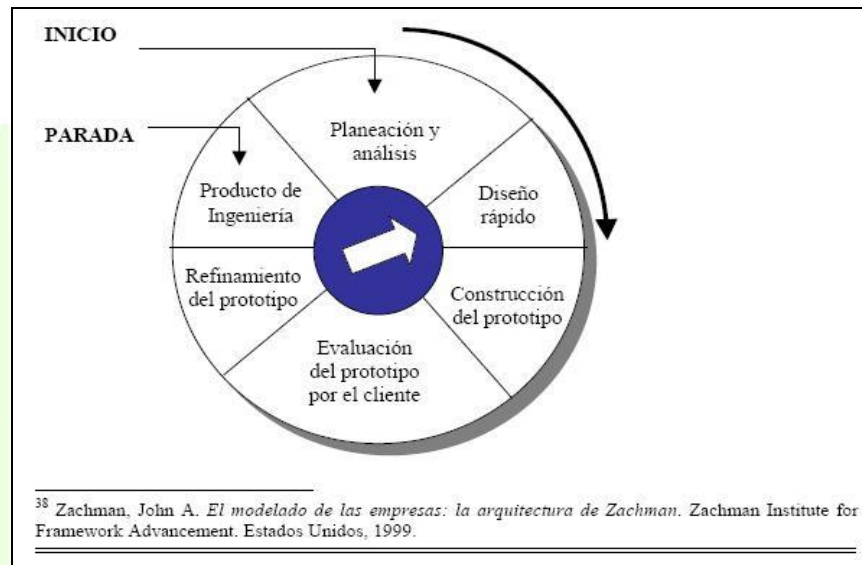 INICIO
PARADA
Planeación y
análisis
Diseño
rápido
Construcción
del prototipo
Evaluación
del prototipo
por el cliente
Refinamiento
del prototipo
Producto de
Ingeniería
38 Zachman, John A. El modelado de las empresas: la arquitectura de Zachman. Zachman Institute for
Framework Advancement. Estados Unidos, 1999.